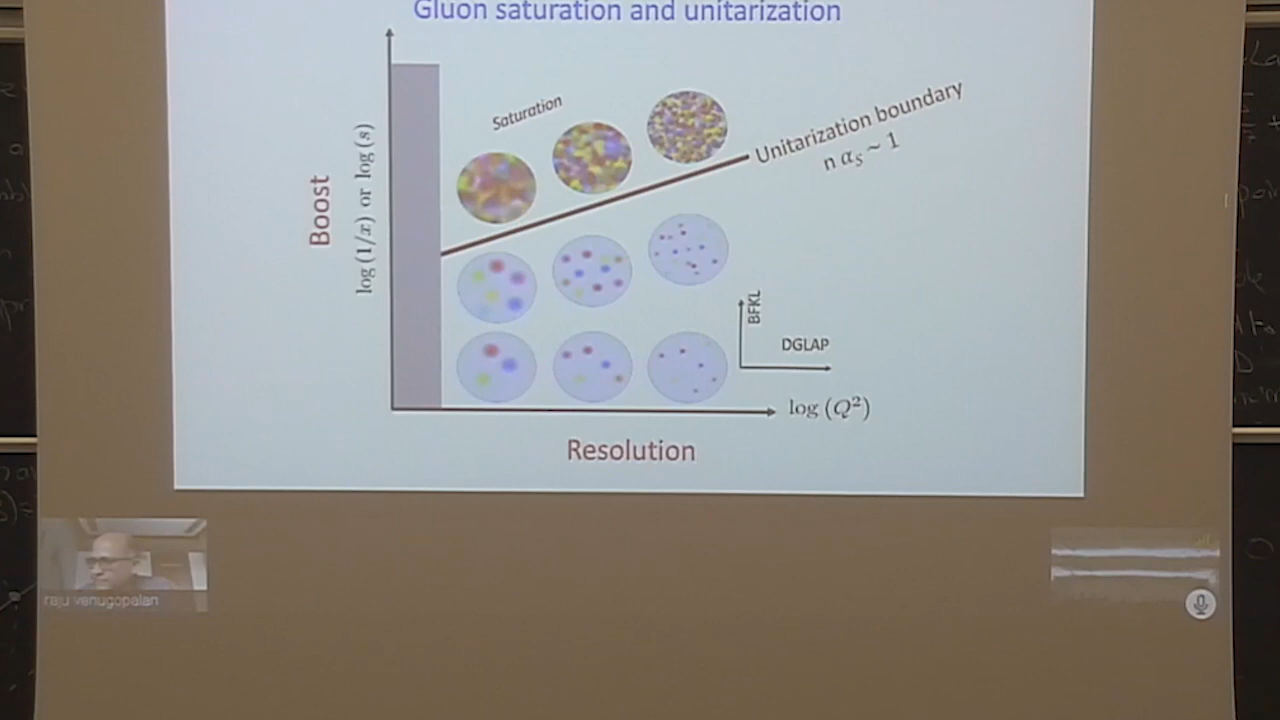 Gluon saturation and unitarization
Saturation
Unitarization boundary
n αS ~ 1
Boost
log (1/x) or log (s)
BFKL
DGLAP
log (Q²)
Resolution
raju venugopalan